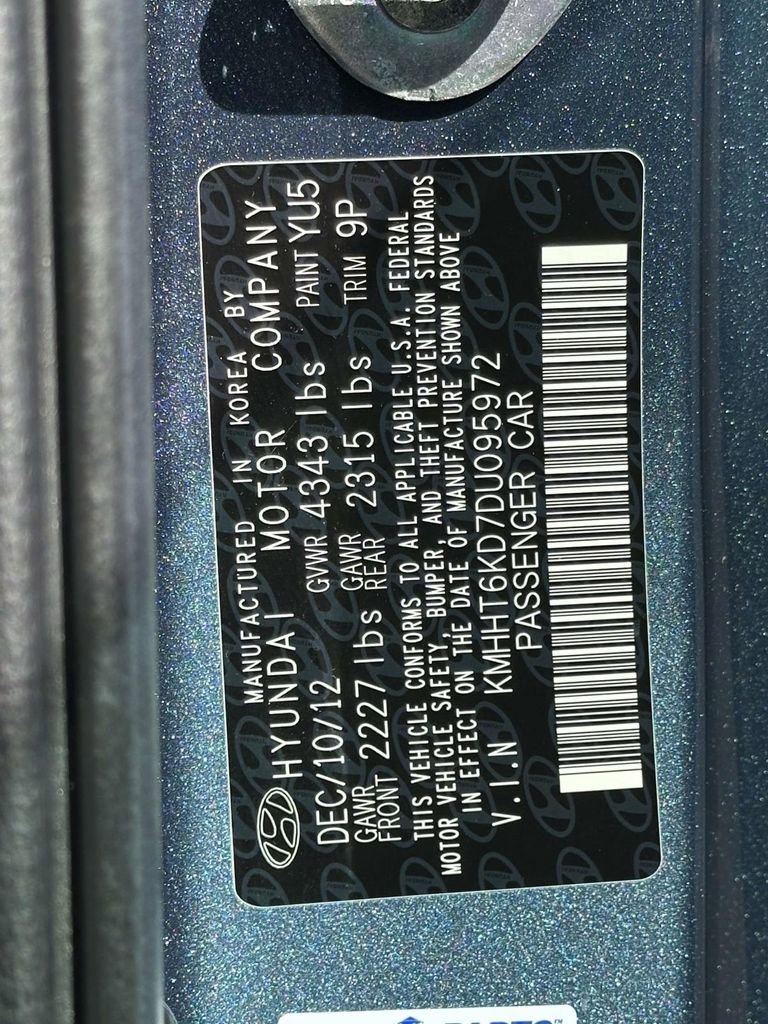 MANUFACTURED IN KOREA BY
HYUNDAI MOTOR COMPANY
DEC/10/12 GVWR 4343 lbs PAINT YU5
GAWR FRONT 2227 lbs GAWR REAR 2315 lbs TRIM 9P
THIS VEHICLE CONFORMS TO ALL APPLICABLE U.S.A. FEDERAL
MOTOR VEHICLE SAFETY, BUMPER, AND THEFT PREVENTION STANDARDS
IN EFFECT ON THE DATE OF MANUFACTURE SHOWN ABOVE
V.I.N KMHHT6KD7DU095972
PASSENGER CAR